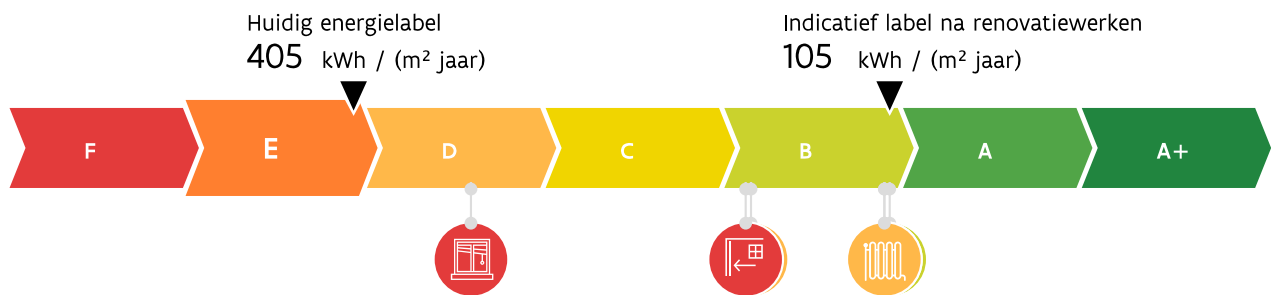 Huidig energielabel
405 kWh / (m² jaar)
Indicatief label na renovatiewerken
105 kWh / (m² jaar)
F E D C B A A+